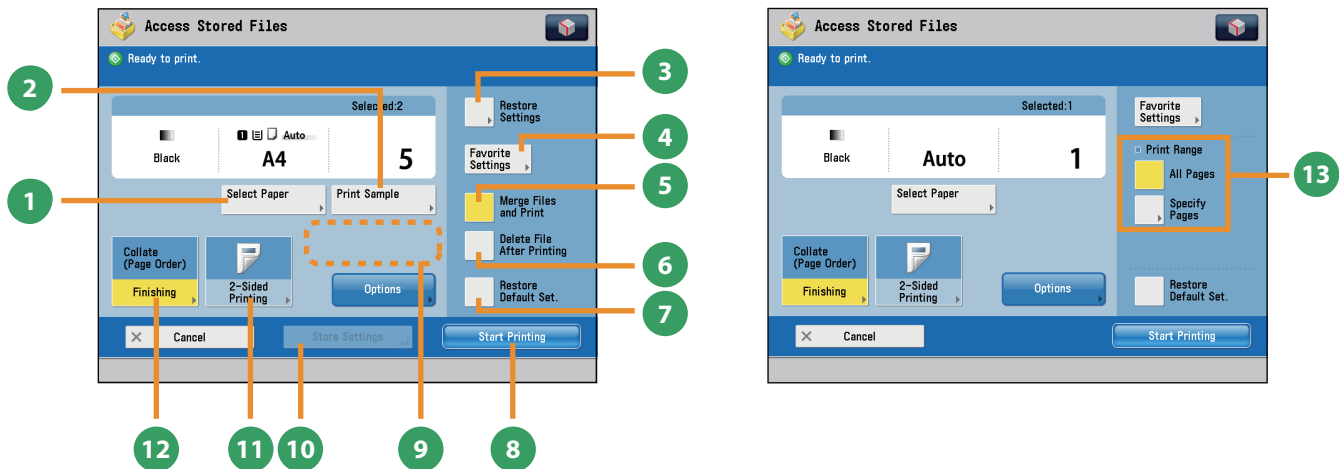 Access Stored Files
Ready to print.
Selected:2
Black
1 Auto
A4
5
Select Paper
Print Sample
Collate
(Page Order)
Finishing
2-Sided
Printing
Options
Restore
Settings
Favorite
Settings
Merge Files
and Print
Delete File
After Printing
Restore
Default Set.
Cancel
Store Settings
Start Printing
1
2
3
4
5
6
7
8
9
10
11
12
Access Stored Files
Ready to print.
Selected:1
Black
Auto
1
Select Paper
Collate
(Page Order)
Finishing
2-Sided
Printing
Options
Favorite
Settings
Print Range
All Pages
Specify
Pages
Restore
Default Set.
Cancel
Start Printing
13